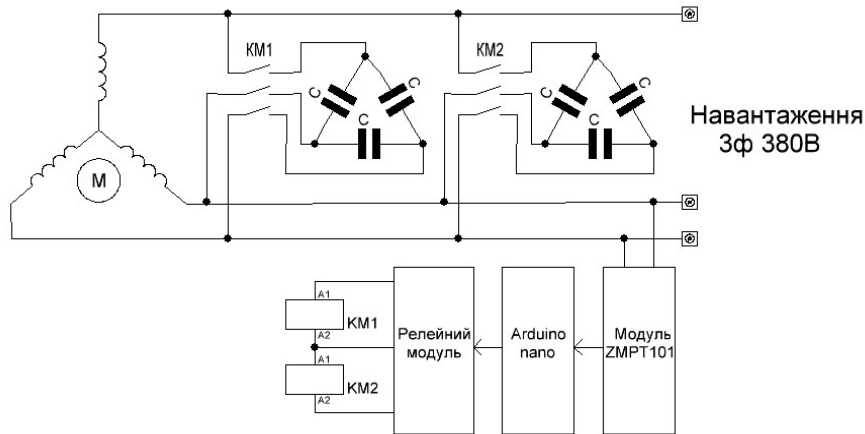 KM1
KM2
C
C
C
C
C
C
Навантаження
3ф 380В
M
A1
A2
KM1
A1
A2
KM2
Релейний
модуль
Arduino
nano
Модуль
ZMPT101